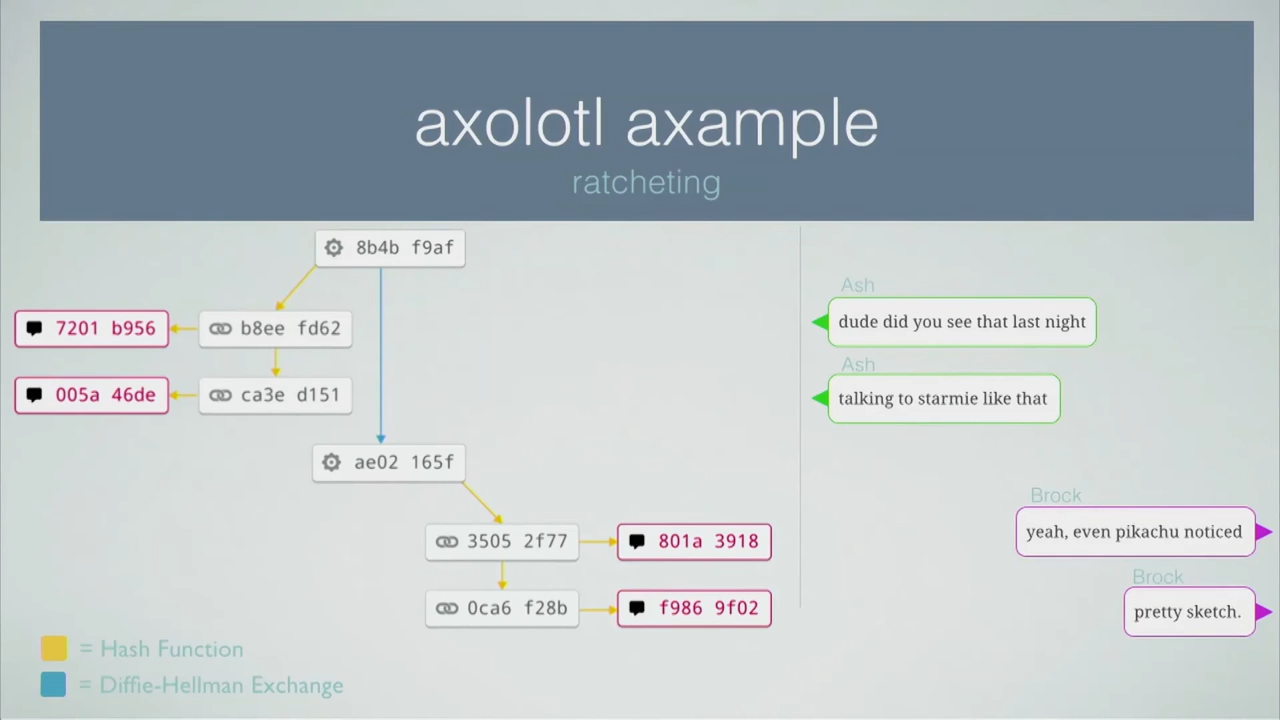 axolotl axample
ratcheting
8b4b f9af
7201 b956
b8ee fd62
005a 46de
ca3e d151
ae02 165f
3505 2f77
801a 3918
0ca6 f28b
f986 9f02
Ash
dude did you see that last night
Ash
talking to starmie like that
Brock
yeah, even pikachu noticed
Brock
pretty sketch.
= Hash Function
= Diffie-Hellman Exchange